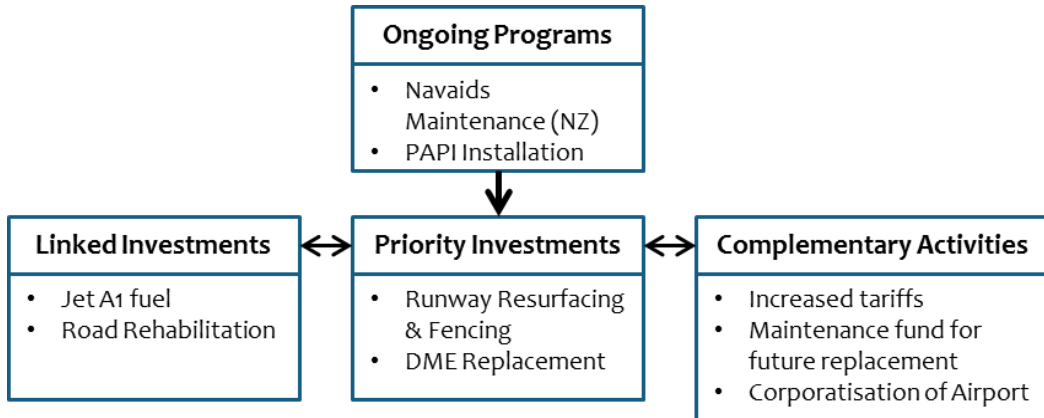 Ongoing Programs
• Navaids
Maintenance (NZ)
• PAPI Installation
Linked Investments
• Jet A1 fuel
• Road Rehabilitation
Priority Investments
• Runway Resurfacing
& Fencing
• DME Replacement
Complementary Activities
• Increased tariffs
• Maintenance fund for
future replacement
• Corporatisation of Airport